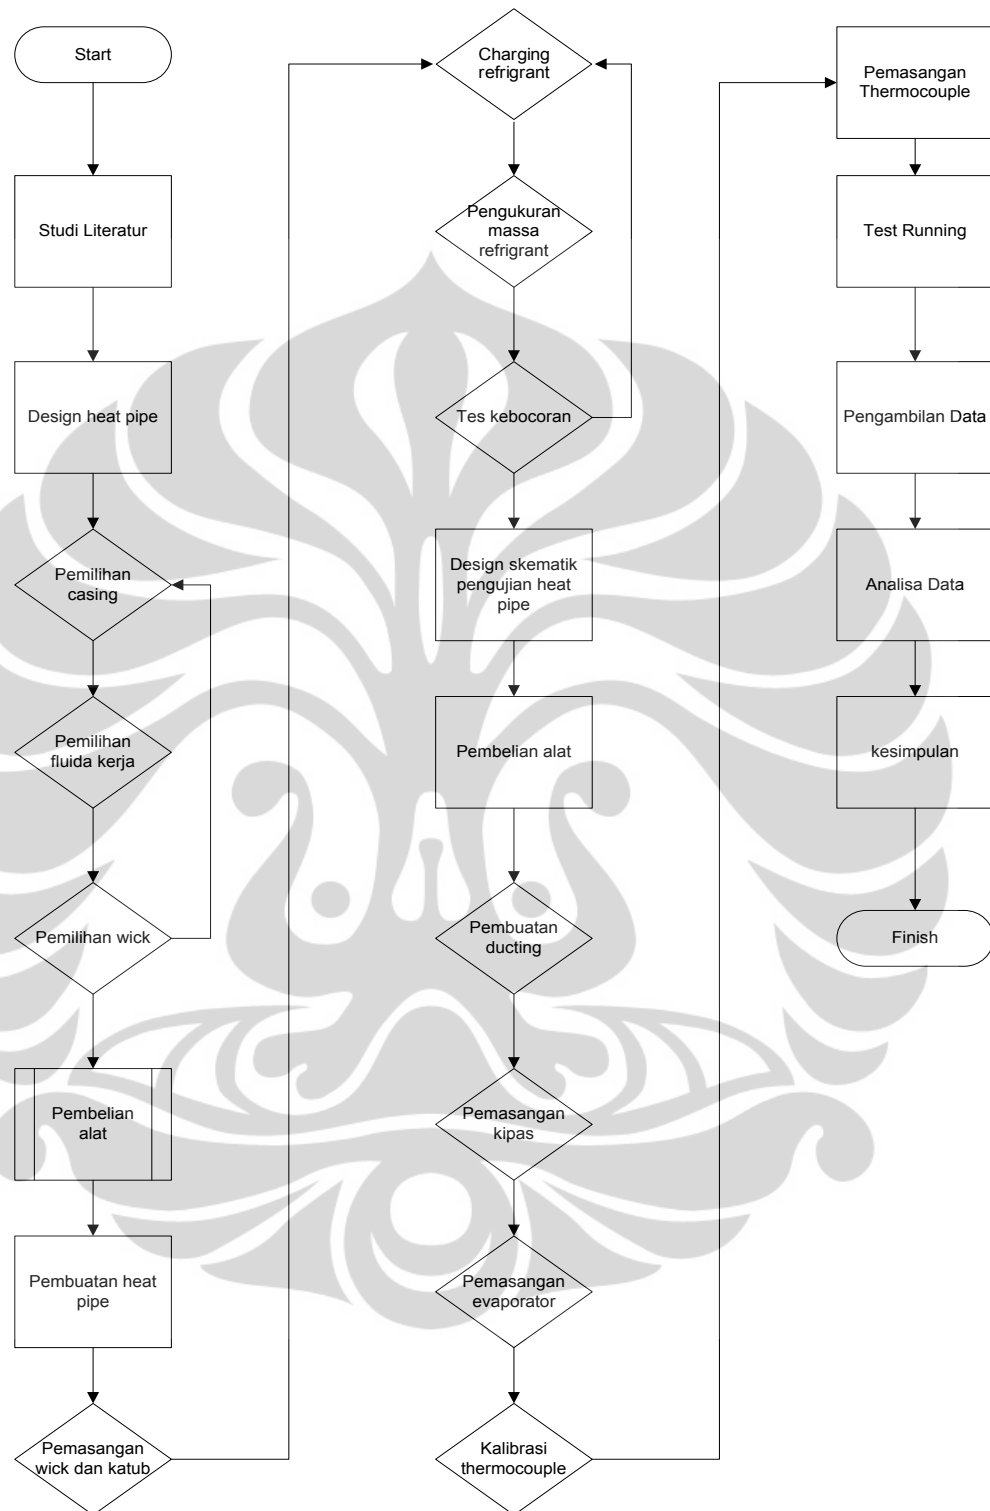 Start
Studi Literatur
Design heat pipe
Pemilihan
casing
Pemilihan
fluida kerja
Pemilihan wick
Pembelian
alat
Pembuatan heat
pipe
Pemasangan
wick dan katub
Charging
refrigrant
Pengukuran
massa
refrigrant
Tes kebocoran
Design skematik
pengujian heat
pipe
Pembelian alat
Pembuatan
ducting
Pemasangan
kipas
Pemasangan
evaporator
Kalibrasi
thermocouple
Pemasangan
Thermocouple
Test Running
Pengambilan Data
Analisa Data
kesimpulan
Finish